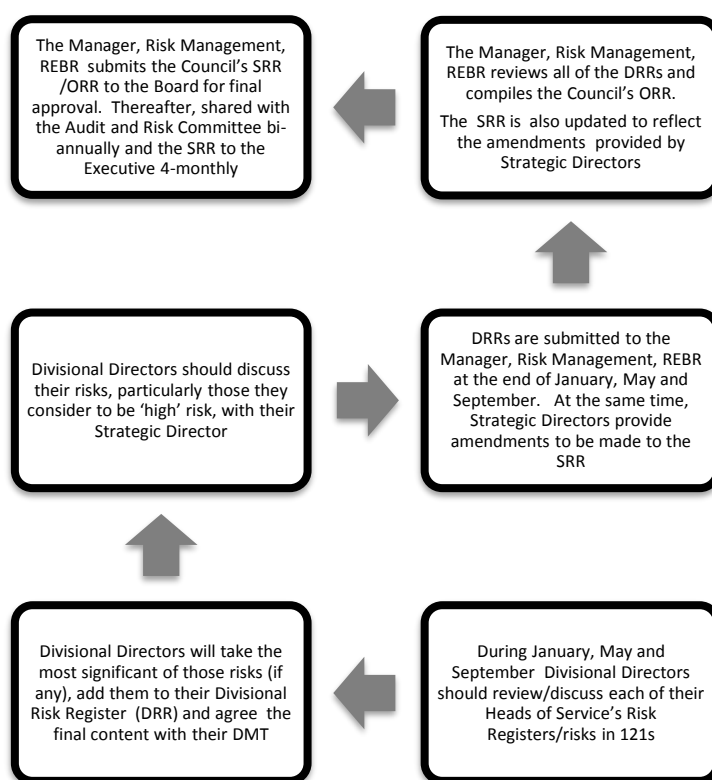 The Manager, Risk Management,
REBR submits the Council’s SRR
/ORR to the Board for final
approval. Thereafter, shared with
the Audit and Risk Committee bi-
annually and the SRR to the
Executive 4-monthly
The Manager, Risk Management,
REBR reviews all of the DRRs and
compiles the Council’s ORR.
The SRR is also updated to reflect
the amendments provided by
Strategic Directors
Divisional Directors should discuss
their risks, particularly those they
consider to be ‘high’ risk, with their
Strategic Director
DRRs are submitted to the
Manager, Risk Management, REBR
at the end of January, May and
September. At the same time,
Strategic Directors provide
amendments to be made to the
SRR
Divisional Directors will take the
most significant of those risks (if
any), add them to their Divisional
Risk Register (DRR) and agree the
final content with their DMT
During January, May and
September Divisional Directors
should review/discuss each of their
Heads of Service’s Risk
Registers/risks in 121s